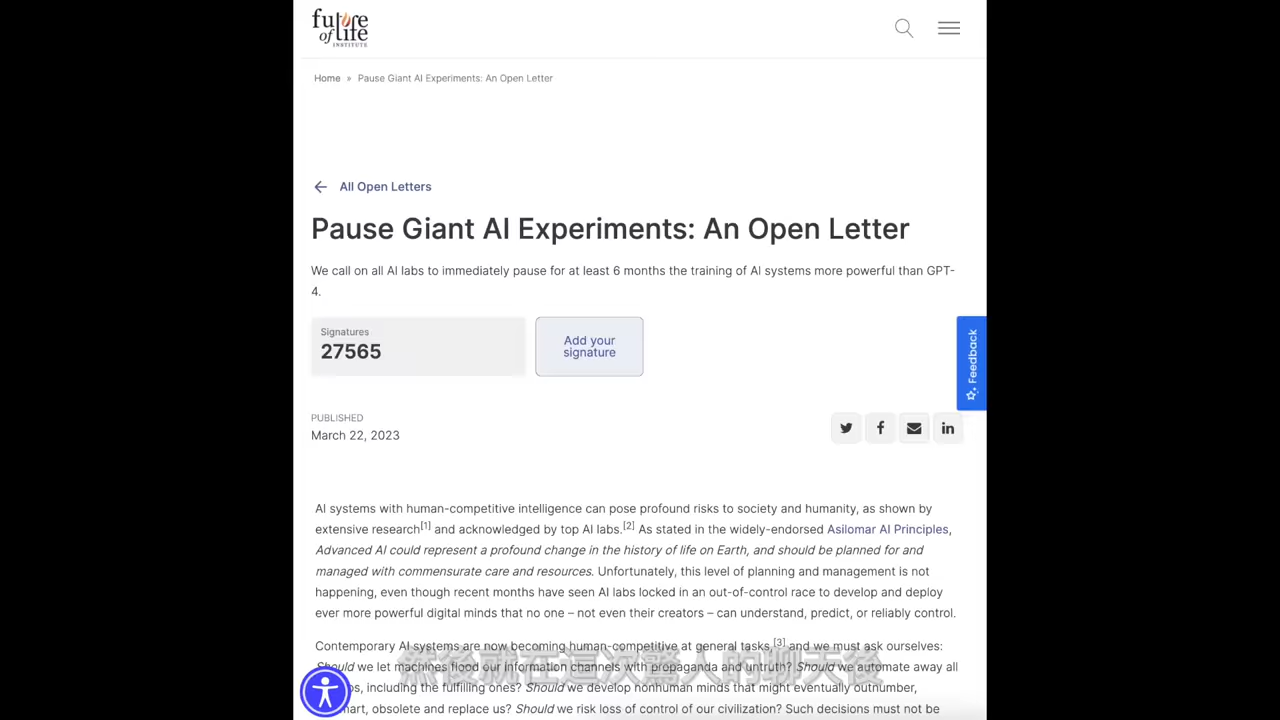 future
of life
INSTITUTE
Home » Pause Giant AI Experiments: An Open Letter
← All Open Letters
Pause Giant AI Experiments: An Open Letter
We call on all AI labs to immediately pause for at least 6 months the training of AI systems more powerful than GPT-
4.
Signatures
27565
Add your
signature
Feedback
PUBLISHED
March 22, 2023
AI systems with human-competitive intelligence can pose profound risks to society and humanity, as shown by
extensive research[1] and acknowledged by top AI labs.[2] As stated in the widely-endorsed Asilomar AI Principles,
Advanced AI could represent a profound change in the history of life on Earth, and should be planned for and
managed with commensurate care and resources. Unfortunately, this level of planning and management is not
happening, even though recent months have seen AI labs locked in an out-of-control race to develop and deploy
ever more powerful digital minds that no one – not even their creators – can understand, predict, or reliably control.
Contemporary AI systems are now becoming human-competitive at general tasks,[3] and we must ask ourselves:
Should we let machines flood our information channels with propaganda and untruth? Should we automate away all
including the fulfilling ones? Should we develop nonhuman minds that might eventually outnumber,
obsolete and replace us? Should we risk loss of control of our civilization? Such decisions must not be
然後就在這次驚人的聊天後